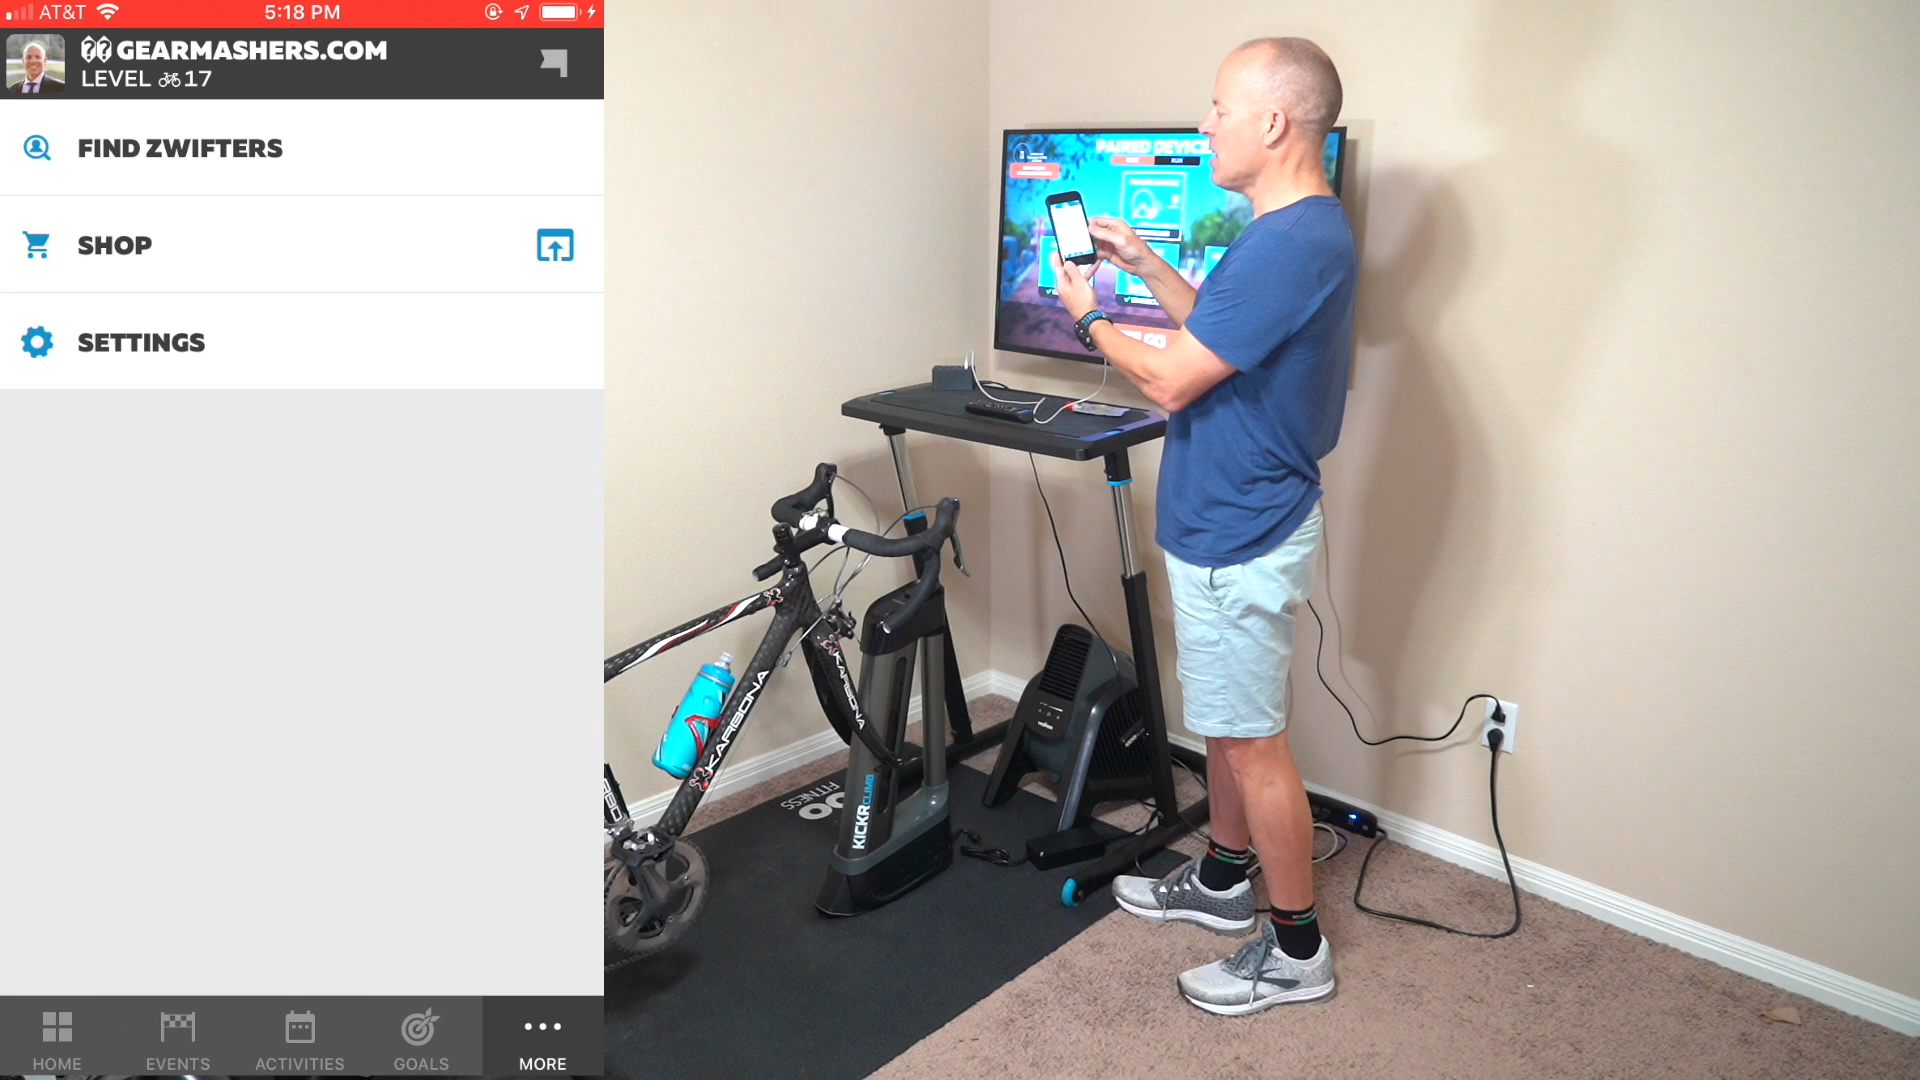 AT&T 5:18 PM
GEARMASHERS.COM
LEVEL 17
FIND ZWIFTERS
SHOP
SETTINGS
HOME
EVENTS
ACTIVITIES
GOALS
MORE
PAIRED DEVICE
KARBONA
KARBONA
KICKR CLIMB
FITNESS